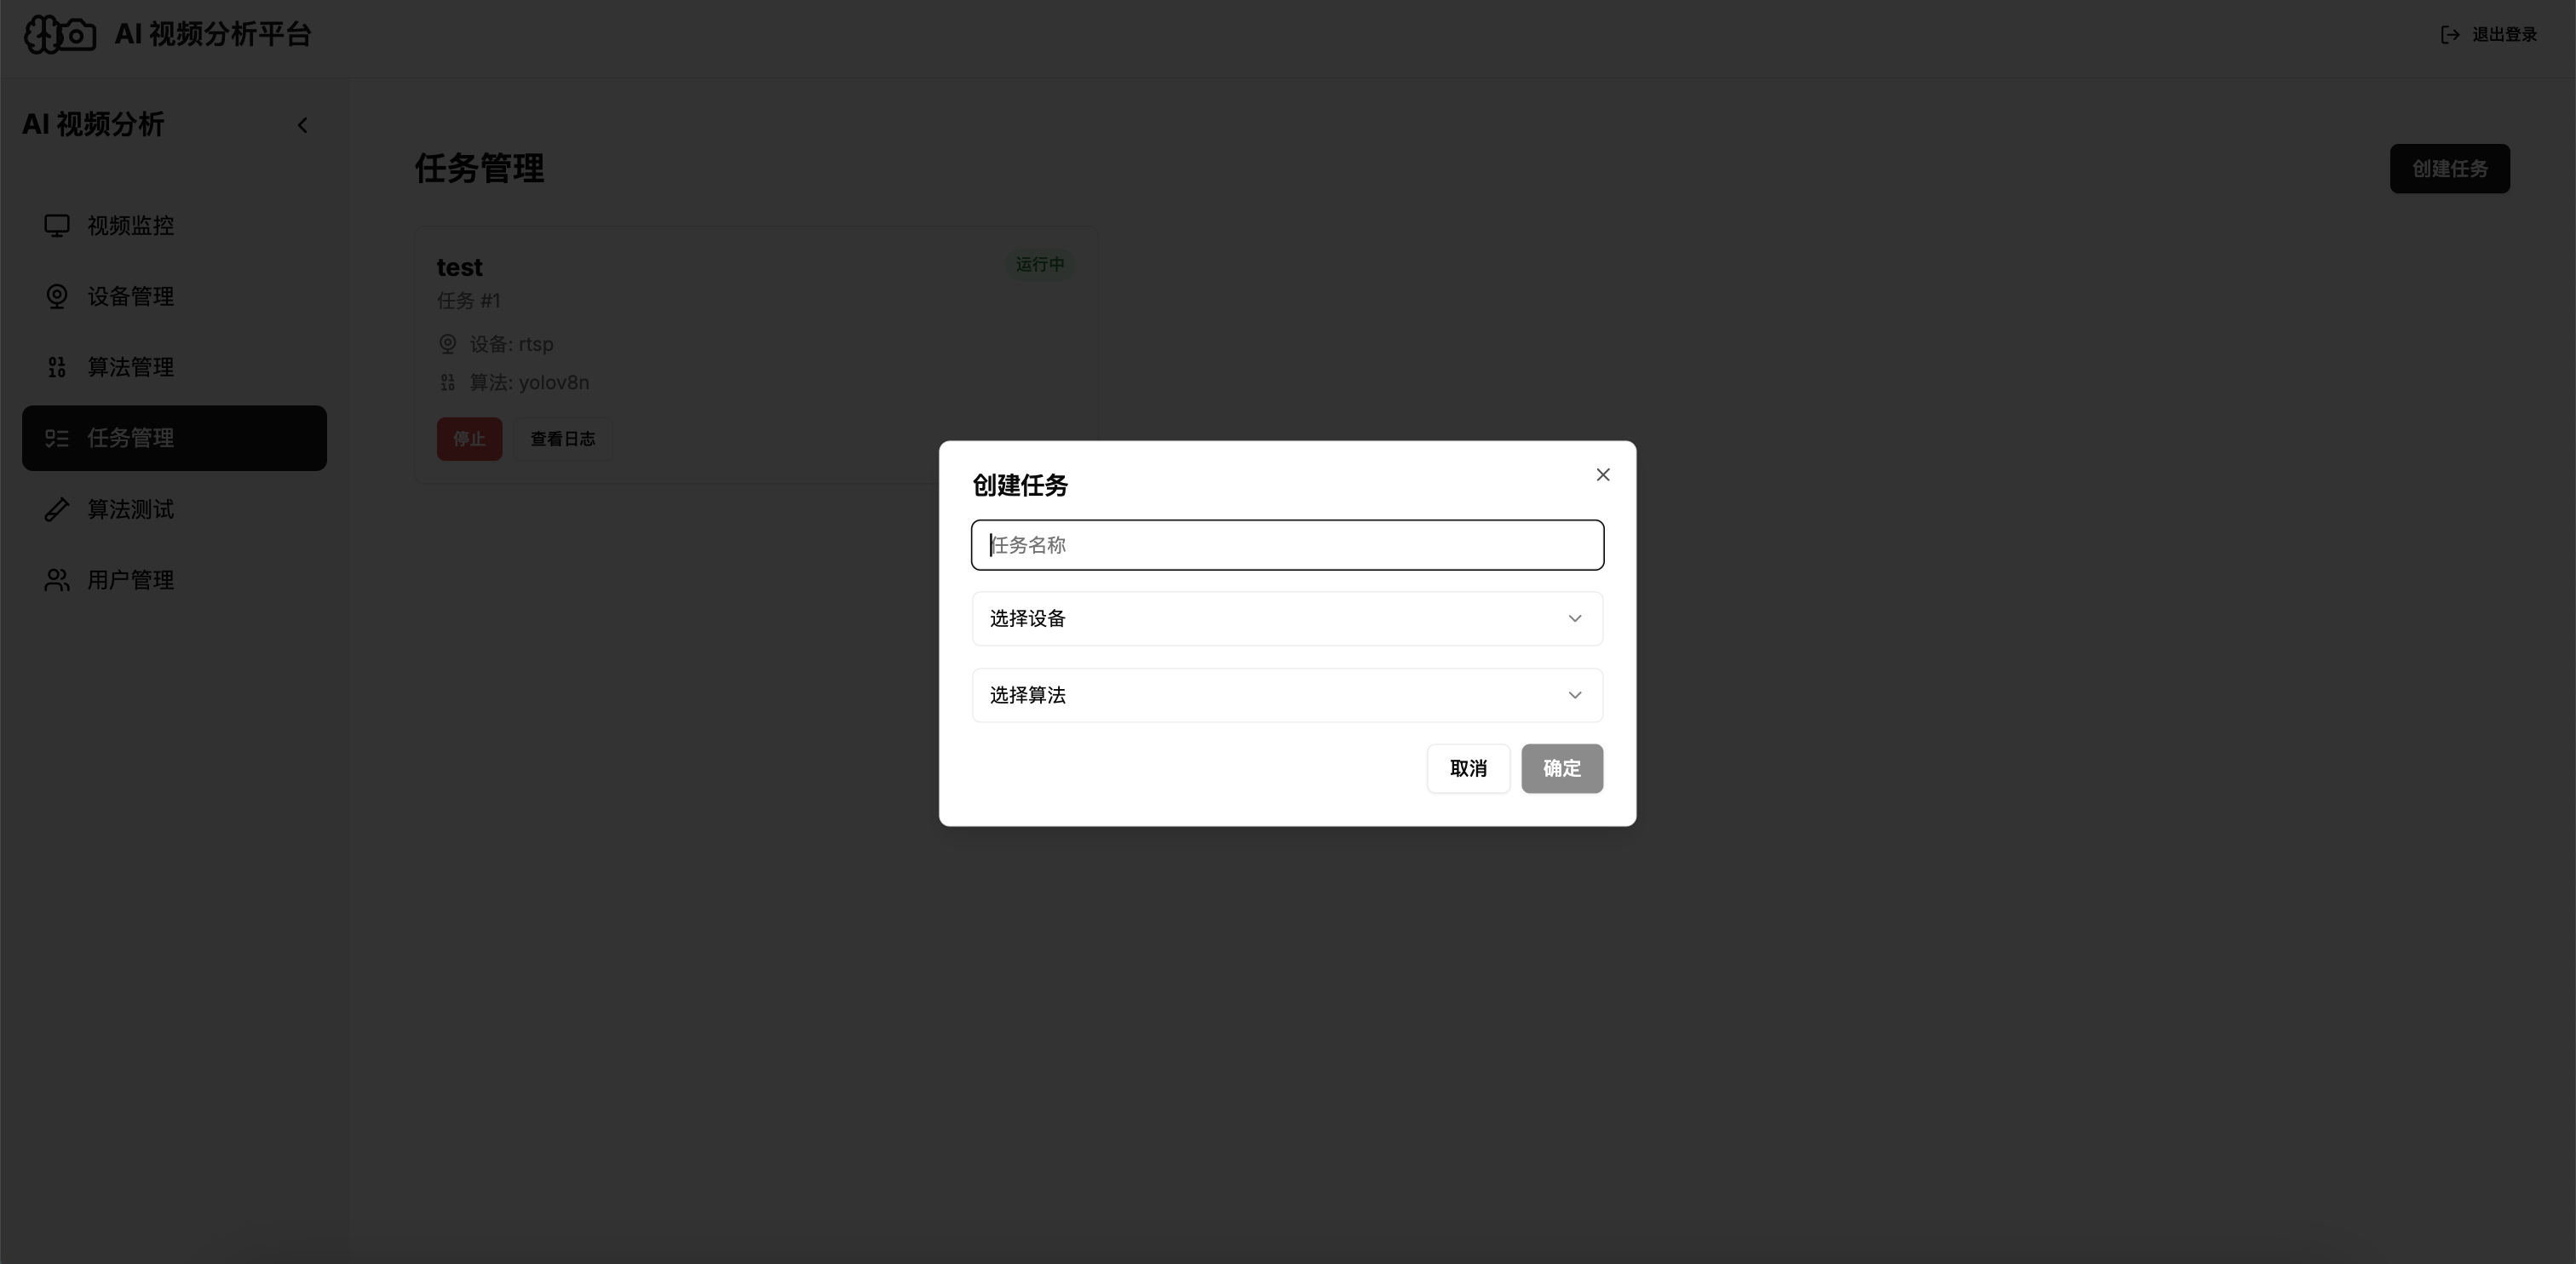 AI 视频分析平台
退出登录
AI 视频分析
视频监控
设备管理
算法管理
任务管理
算法测试
用户管理
任务管理
创建任务
test
运行中
任务 #1
设备: rtsp
算法: yolov8n
停止
查看日志
创建任务
任务名称
选择设备
选择算法
取消
确定